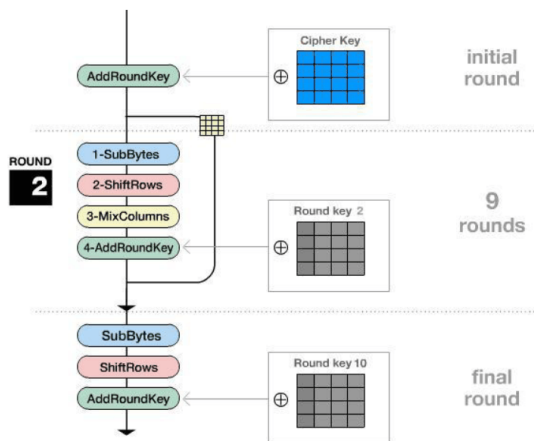 Cipher Key
AddRoundKey
⊕
initial
round
ROUND
2
1-SubBytes
2-ShiftRows
3-MixColumns
4-AddRoundKey
Round key 2
⊕
9
rounds
SubBytes
ShiftRows
AddRoundKey
Round key 10
⊕
final
round